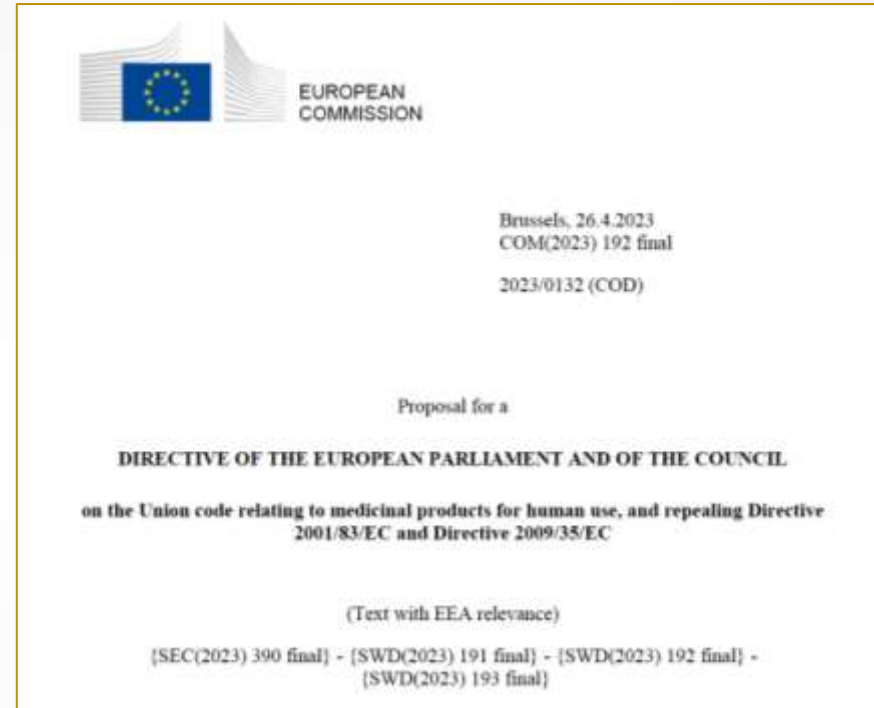 EUROPEAN
COMMISSION
Brussels, 26.4.2023
COM(2023) 192 final
2023/0132 (COD)
Proposal for a
DIRECTIVE OF THE EUROPEAN PARLIAMENT AND OF THE COUNCIL
on the Union code relating to medicinal products for human use, and repealing Directive
2001/83/EC and Directive 2009/35/EC
(Text with EEA relevance)
{SEC(2023) 390 final} - {SWD(2023) 191 final} - {SWD(2023) 192 final} -
{SWD(2023) 193 final}